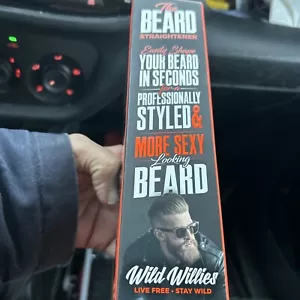 The
BEARD
STRAIGHTENER
Easily Shape
YOUR BEARD
IN SECONDS
for a
PROFESSIONALLY
STYLED &
MORE SEXY
Looking
BEARD
Wild Willies
LIVE FREE • STAY WILD